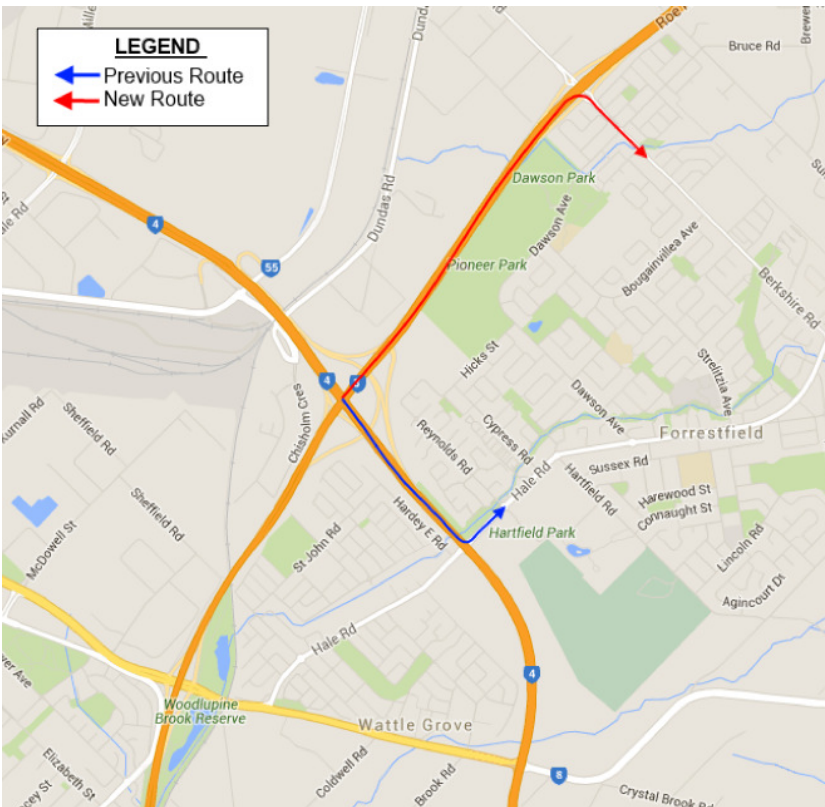 LEGEND
Previous Route
New Route
Roe
Bruce Rd
Dundas Rd
Dawson Park
Dawson Ave
Pioneer Park
Bougainvillea Ave
Berkshire Rd
4
55
4
Hicks St
Strelitzia Ave
Dawson Ave
Chisholm Cres
Reynolds Rd
Cypress Rd
Forrestfield
Sheffield Rd
Hale Rd
Sussex Rd
Hartfield Rd
Harewood St
Connaught St
Sheffield Rd
Hardey E Rd
Hartfield Park
Lincoln Rd
St John Rd
McDowell St
Agincourt Dr
Hale Rd
4
Woodlupine
Brook Reserve
Wattle Grove
Elizabeth St
Coldwell Rd
Brook Rd
8
Crystal Brook Rd